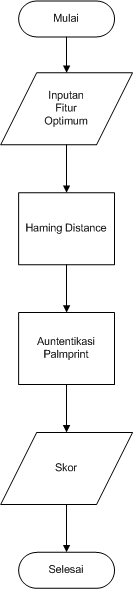 Mulai
Inputan
Fitur
Optimum
Haming Distance
Auntentikasi
Palmprint
Skor
Selesai